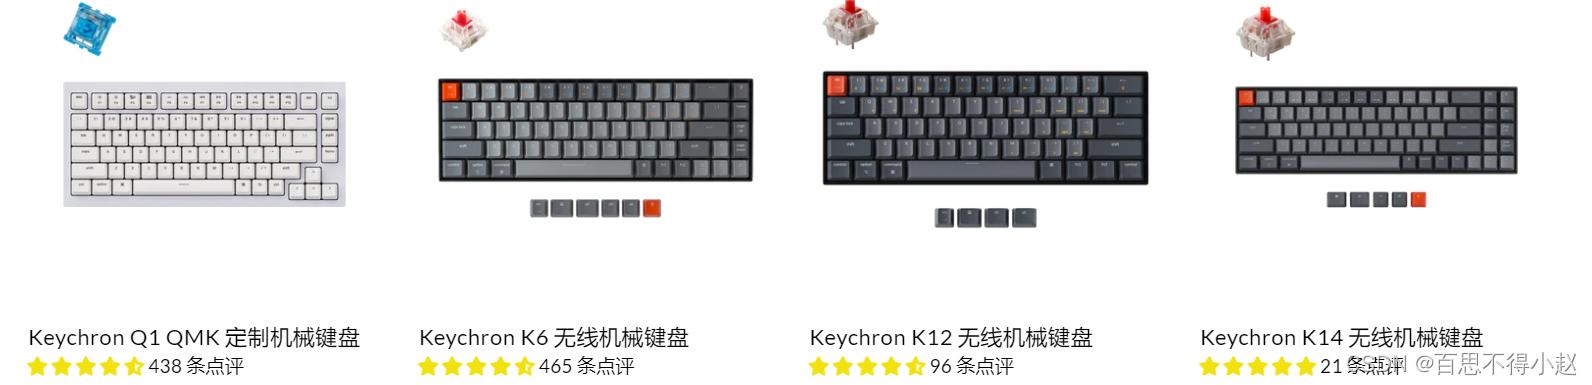 Keychron Q1 QMK 定制机械键盘
438 条点评
Keychron K6 无线机械键盘
465 条点评
Keychron K12 无线机械键盘
96 条点评
Keychron K14 无线机械键盘
21 条点评
CSDN @百思不得小赵